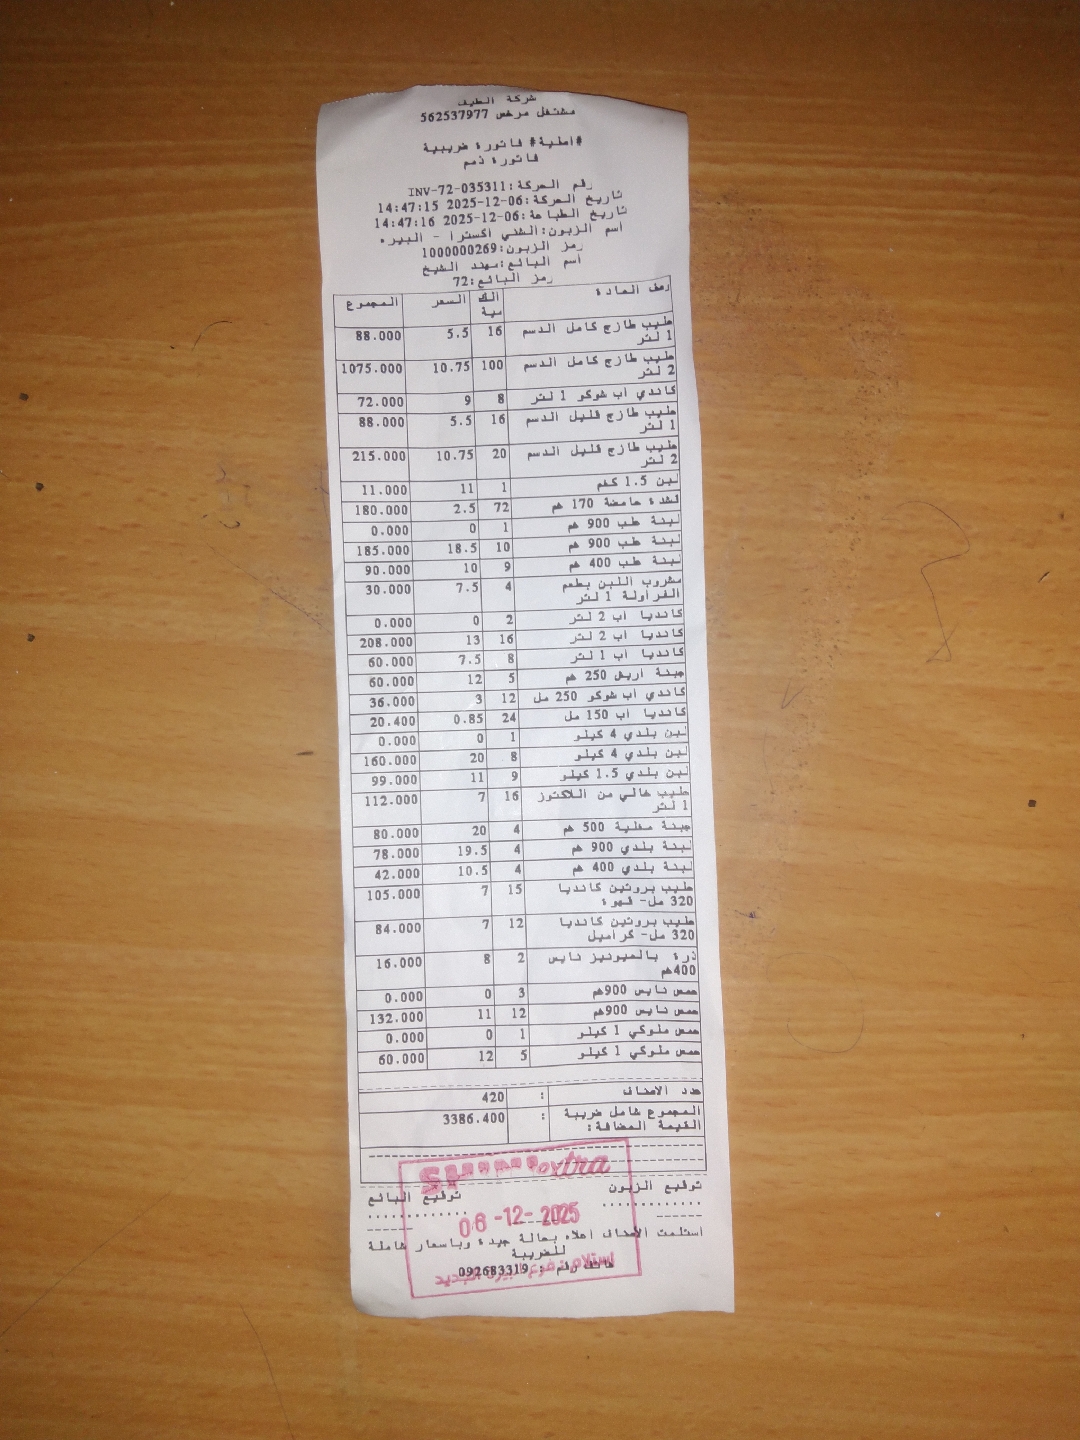 شركة الطيف
مشتغل مرخص 562537977
#اصلية# فاتورة ضريبية
فاتورة ذمم
رقم الحركة:INV-72-035311
تاريخ الحركة:06-12-2025 14:47:15
تاريخ الطباعة:06-12-2025 14:47:16
اسم الزبون:الشني اكسترا - البيره
رمز الزبون:1000000269
اسم البائع:مهند الشيخ
رمز البائع:72
وصف المادة الكمية السعر المجموع
حليب طازج كامل الدسم 1 لتر 16 5.5 88.000
حليب طازج كامل الدسم 2 لتر 100 10.75 1075.000
كاندي اب شوكو 1 لتر 8 9 72.000
حليب طازج قليل الدسم 1 لتر 16 5.5 88.000
حليب طازج قليل الدسم 2 لتر 20 10.75 215.000
لبن 1.5 كغم 1 11 11.000
قشدة حامضة 170 غم 72 2.5 180.000
لبنة طب 900 غم 1 0 0.000
لبنة طب 900 غم 10 18.5 185.000
لبنة طب 400 غم 9 10 90.000
مشروب اللبن بطعم الفراولة 1 لتر 4 7.5 30.000
كانديا اب 2 لتر 2 0 0.000
كانديا اب 2 لتر 16 13 208.000
كانديا اب 1 لتر 8 7.5 60.000
جبنة اريش 250 غم 5 12 60.000
كاندي اب شوكو 250 مل 12 3 36.000
كانديا اب 150 مل 24 0.85 20.400
لبن بلدي 4 كيلو 1 0 0.000
لبن بلدي 4 كيلو 8 20 160.000
لبن بلدي 1.5 كيلو 9 11 99.000
حليب خالي من اللاكتوز 1 لتر 16 7 112.000
جبنة مغلية 500 غم 4 20 80.000
لبنة بلدي 900 غم 4 19.5 78.000
لبنة بلدي 400 غم 4 10.5 42.000
حليب بروتين كانديا 320 مل- قهوة 15 7 105.000
حليب بروتين كانديا 320 مل- كراميل 12 7 84.000
ذرة بالميونيز نايس 400غم 2 8 16.000
حمص نايس 900غم 3 0 0.000
حمص نايس 900غم 12 11 132.000
حمص ملوكي 1 كيلو 1 0 0.000
حمص ملوكي 1 كيلو 5 12 60.000
عدد الاصناف : 420
المجموع شامل ضريبة القيمة المضافة: : 3386.400
extra
توقيع الزبون توقيع البائع
06 -12- 2025
استلمت الأصناف اعلاه بحالة جيدة وباسعار شاملة
للضريبة
هاتف رقم : 092683319
استلام فرع البيرة الجديد